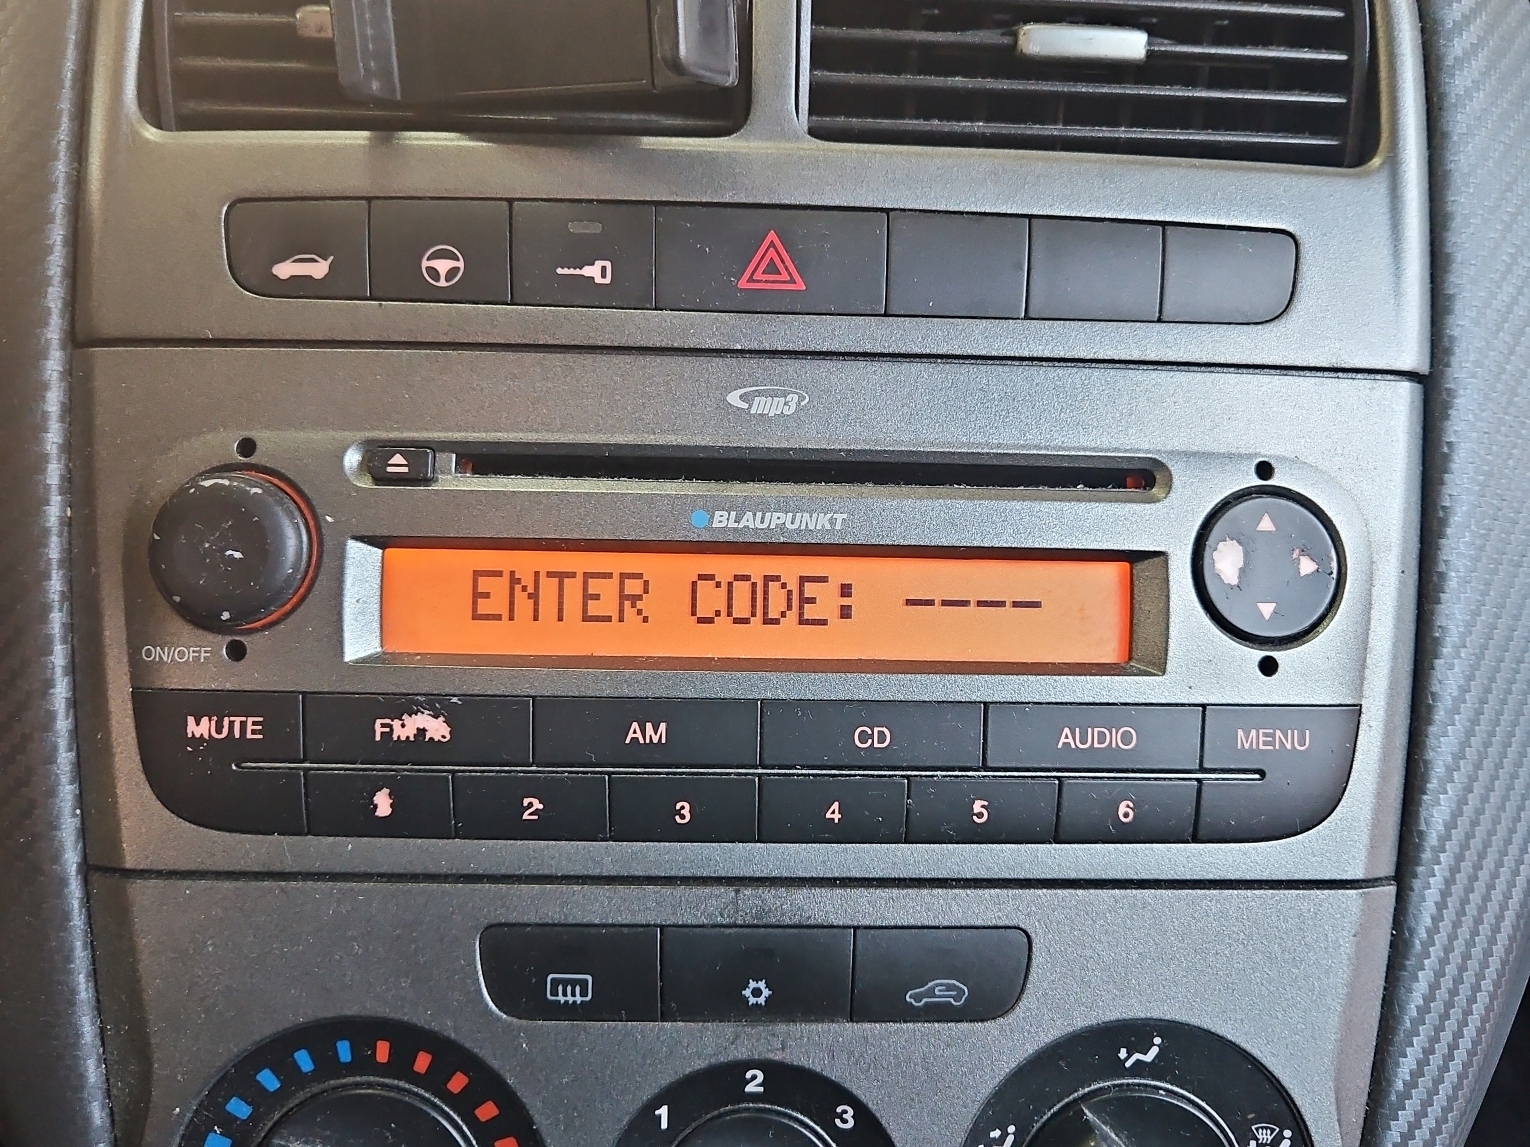 mp3
BLAUPUNKT
ENTER CODE: ----
ON/OFF
MUTE
AM
CD
AUDIO
MENU
2
3
4
5
6
1
2
3